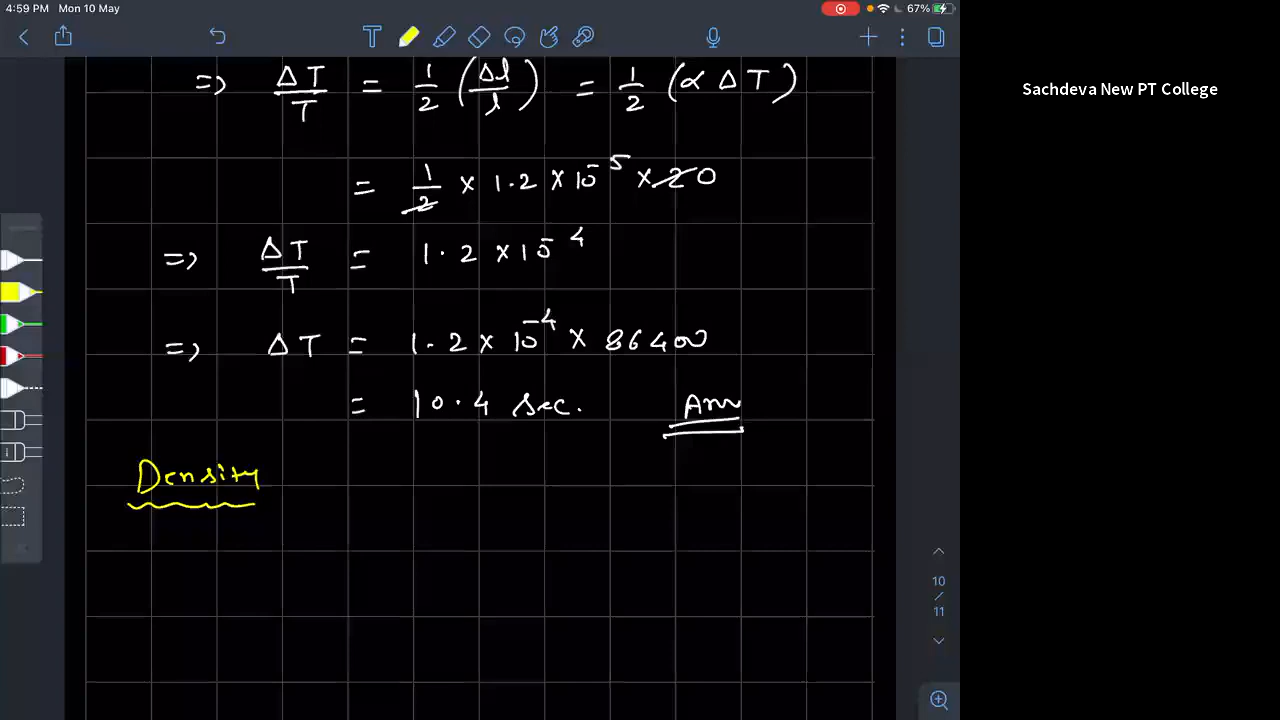 4:59 PM Mon 10 May
67%
Sachdeva New PT College
=> ΔT/T = 1/2 (Δl/l) = 1/2 (α ΔT)
= 1/2 × 1.2 × 10⁻⁵ × 20
=> ΔT/T = 1.2 × 10⁻⁴
=> ΔT = 1.2 × 10⁻⁴ × 86400
= 10.4 sec. Ans
Density
10
/
11